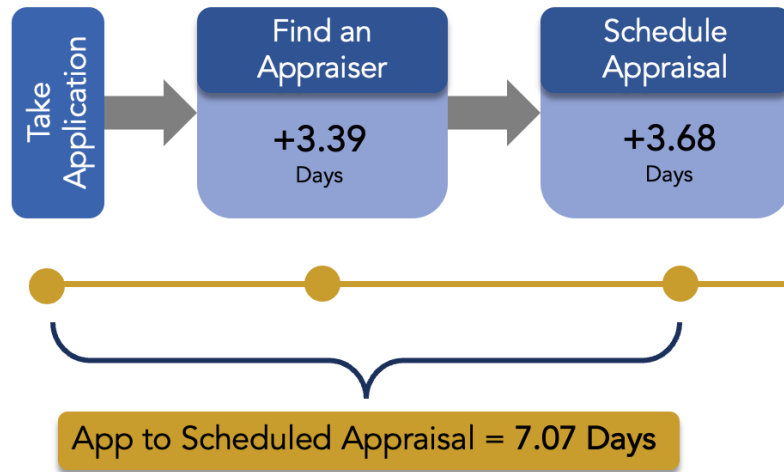 Take
Application
Find an
Appraiser
+3.39
Days
Schedule
Appraisal
+3.68
Days
App to Scheduled Appraisal = 7.07 Days